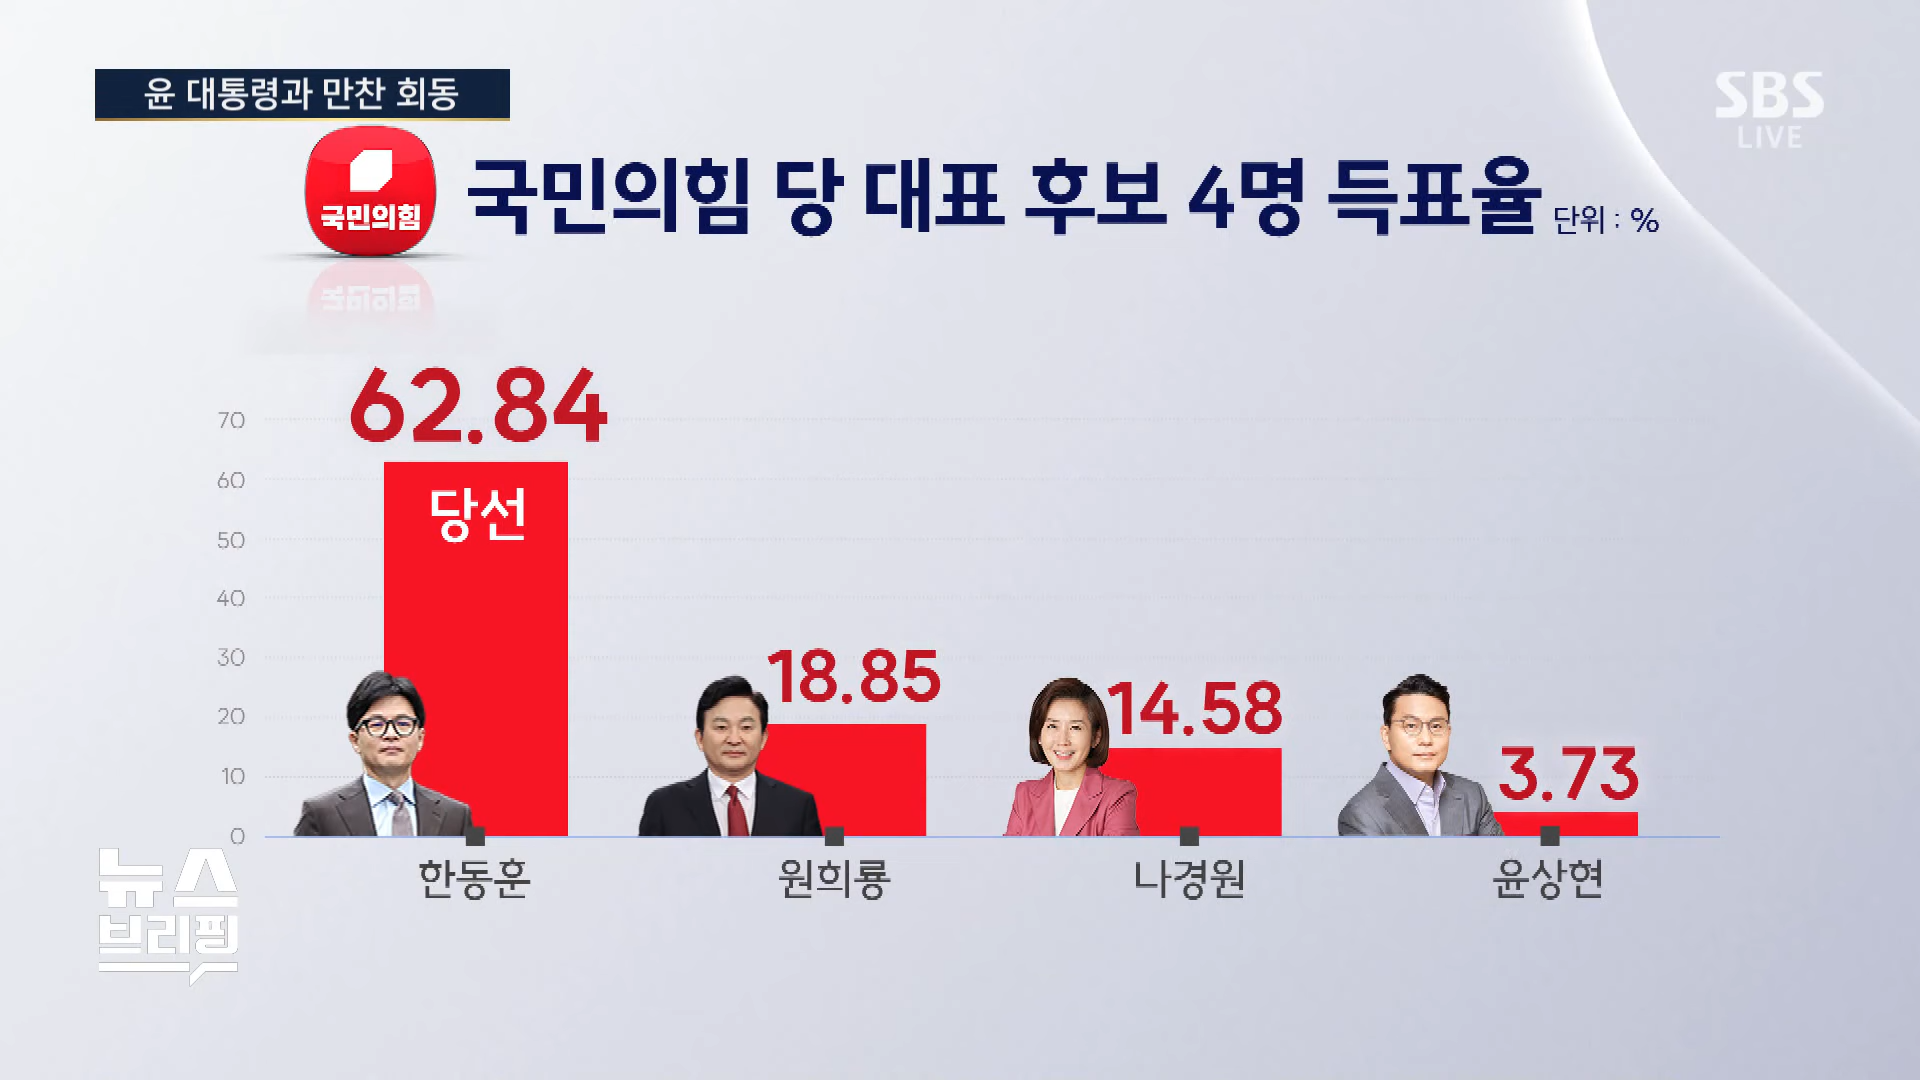 윤 대통령과 만찬 회동
SBS
LIVE
국민의힘
국민의힘 당 대표 후보 4명 득표율 단위 : %
70
60
50
40
30
20
10
0
62.84
당선
18.85
14.58
3.73
한동훈
원희룡
나경원
윤상현
뉴스
브리핑